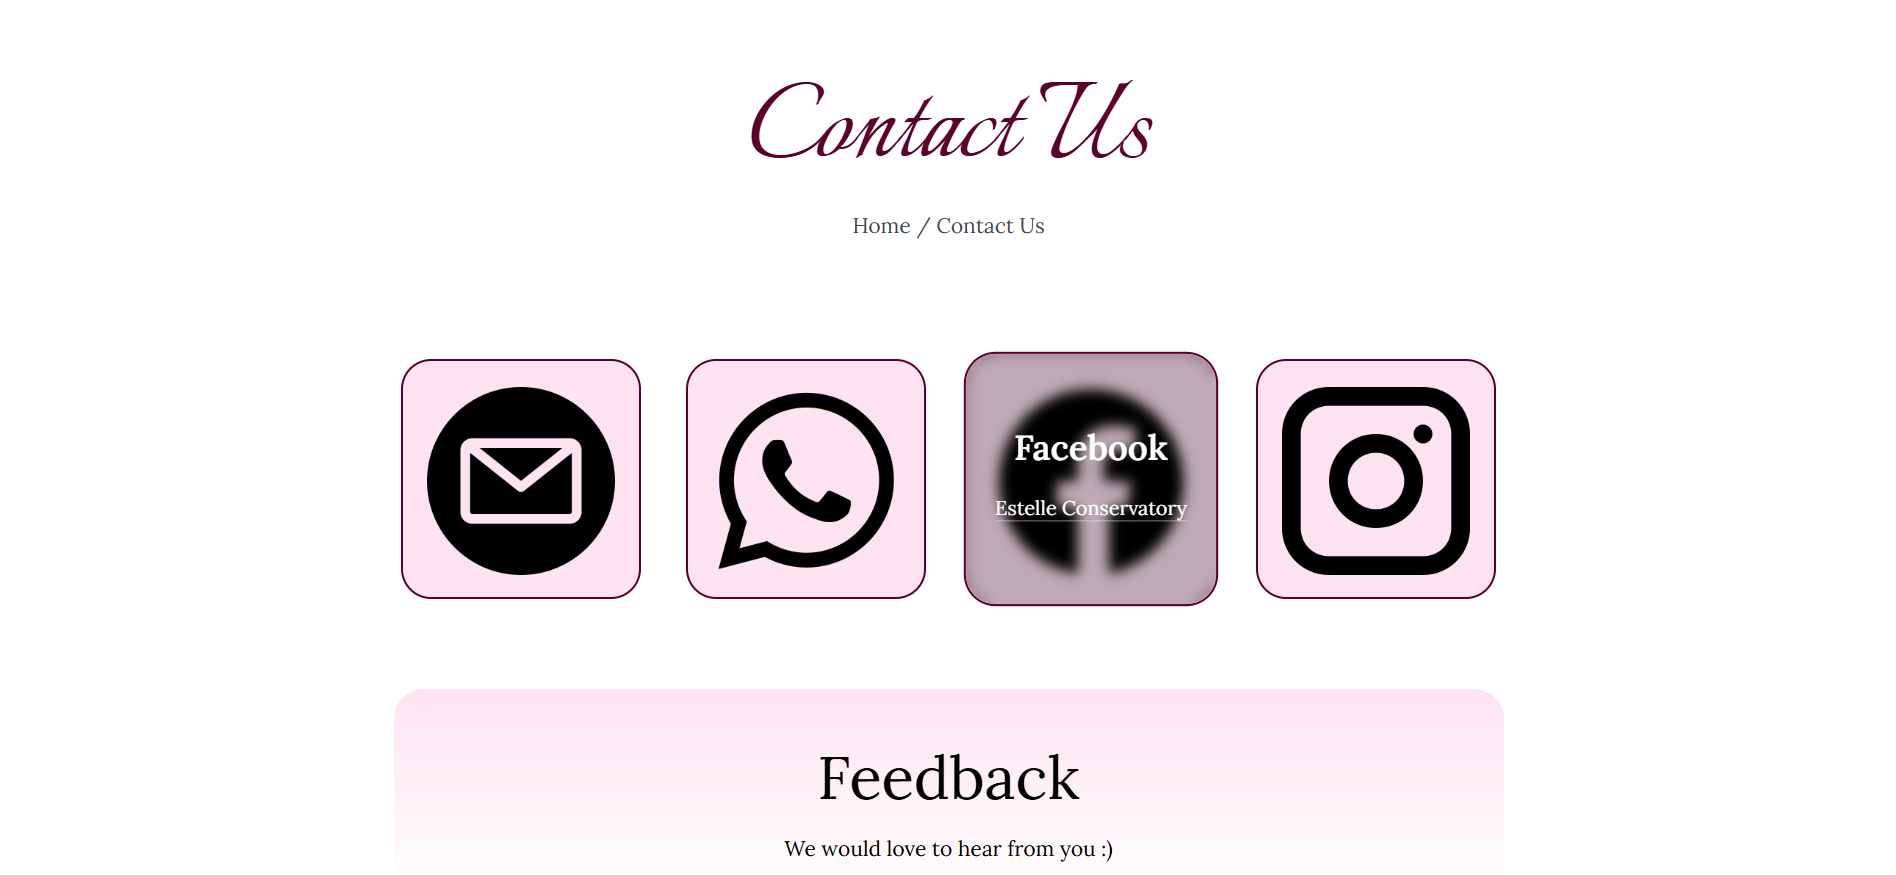 Contact Us
Home / Contact Us
Facebook
Estelle Conservatory
Feedback
We would love to hear from you :)